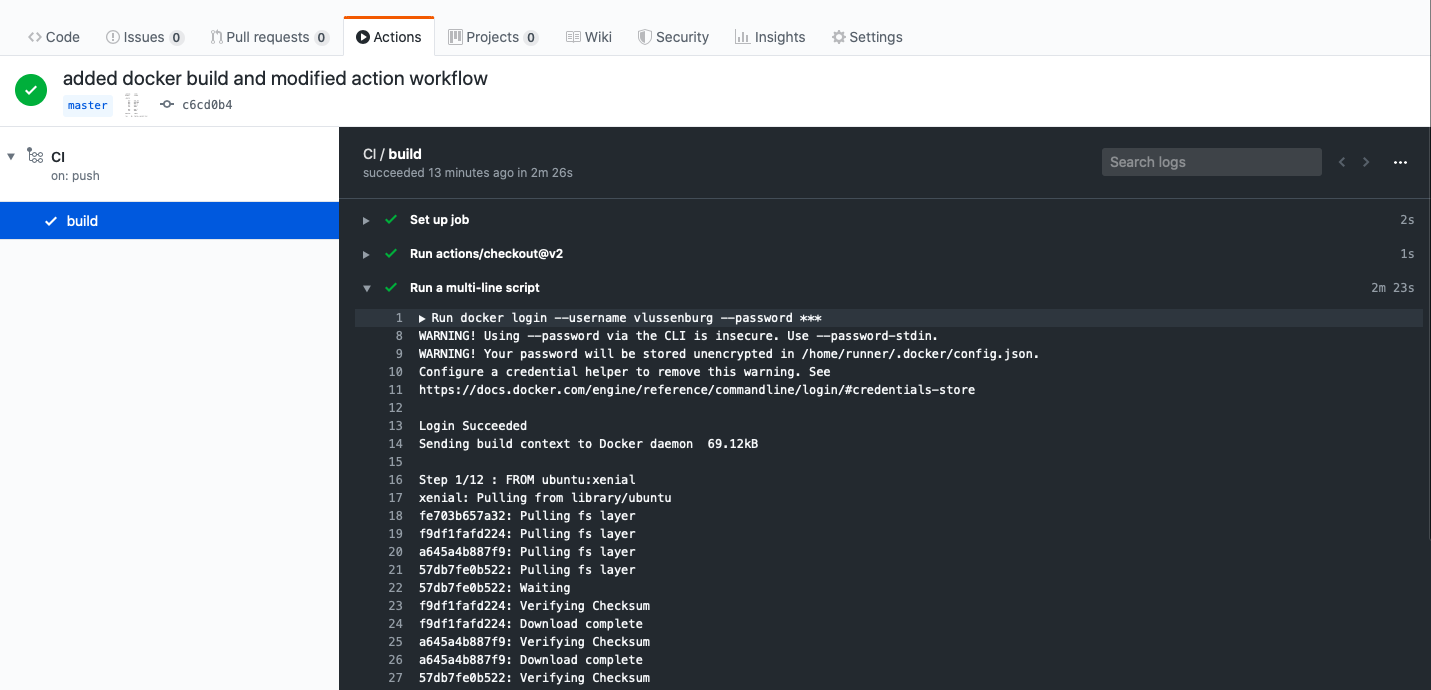 Code Issues 0 Pull requests 0 Actions Projects 0 Wiki Security Insights Settings
added docker build and modified action workflow
master c6cd0b4
CI
on: push
build
CI / build
succeeded 13 minutes ago in 2m 26s
Search logs
Set up job 2s
Run actions/checkout@v2 1s
Run a multi-line script 2m 23s
1 Run docker login --username vlussenburg --password ***
8 WARNING! Using --password via the CLI is insecure. Use --password-stdin.
9 WARNING! Your password will be stored unencrypted in /home/runner/.docker/config.json.
10 Configure a credential helper to remove this warning. See
11 https://docs.docker.com/engine/reference/commandline/login/#credentials-store
12
13 Login Succeeded
14 Sending build context to Docker daemon  69.12kB
15
16 Step 1/12 : FROM ubuntu:xenial
17 xenial: Pulling from library/ubuntu
18 fe703b657a32: Pulling fs layer
19 f9df1fafd224: Pulling fs layer
20 a645a4b887f9: Pulling fs layer
21 57db7fe0b522: Pulling fs layer
22 57db7fe0b522: Waiting
23 f9df1fafd224: Verifying Checksum
24 f9df1fafd224: Download complete
25 a645a4b887f9: Verifying Checksum
26 a645a4b887f9: Download complete
27 57db7fe0b522: Verifying Checksum